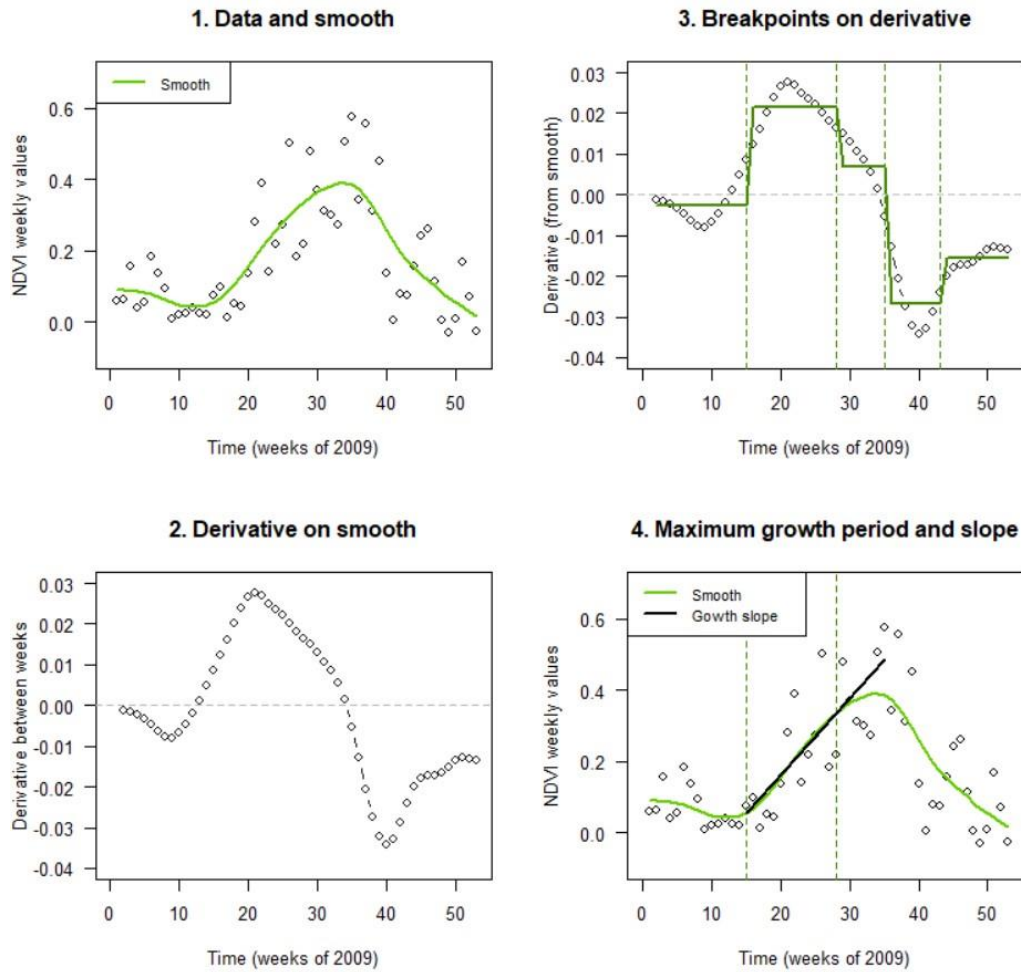 1. Data and smooth
Smooth
NDVI weekly values
0.6
0.4
0.2
0.0
0 10 20 30 40 50
Time (weeks of 2009)
3. Breakpoints on derivative
Derivative (from smooth)
0.03
0.02
0.00
-0.01
-0.02
-0.03
-0.04
0 10 20 30 40 50
Time (weeks of 2009)
2. Derivative on smooth
Derivative between weeks
0.03
0.02
0.01
0.00
-0.01
-0.02
-0.03
-0.04
0 10 20 30 40 50
Time (weeks of 2009)
4. Maximum growth period and slope
Smooth
Gowth slope
NDVI weekly values
0.6
0.4
0.2
0.0
0 10 20 30 40 50
Time (weeks of 2009)